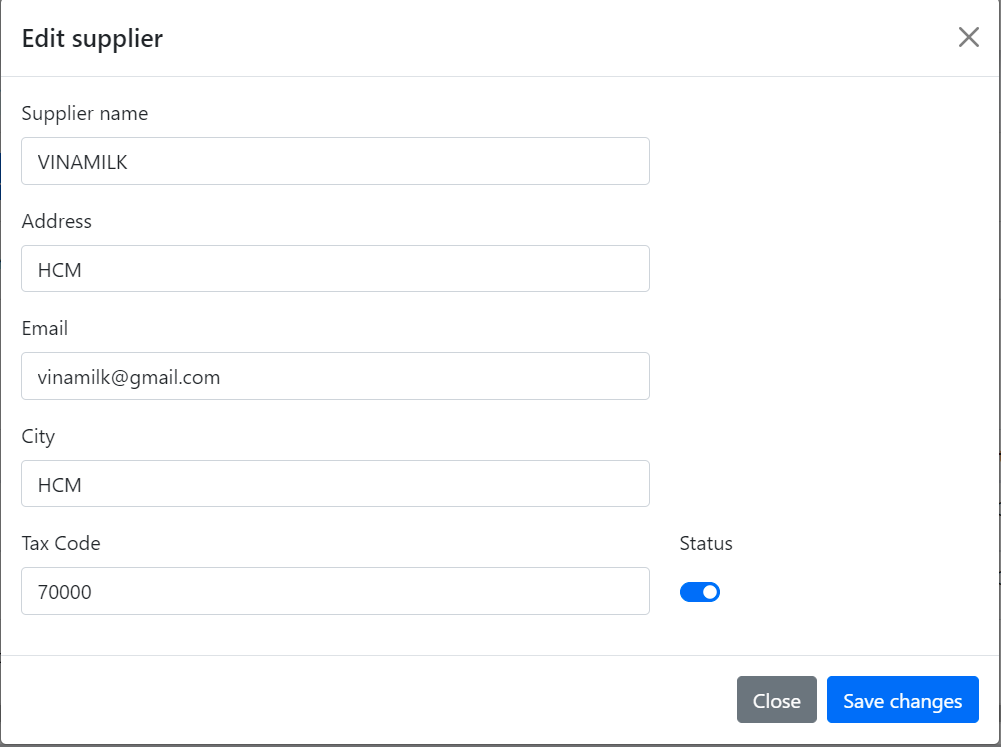 Edit supplier
Supplier name
VINAMILK
Address
HCM
Email
vinamilk@gmail.com
City
HCM
Tax Code
Status
70000
Close
Save changes